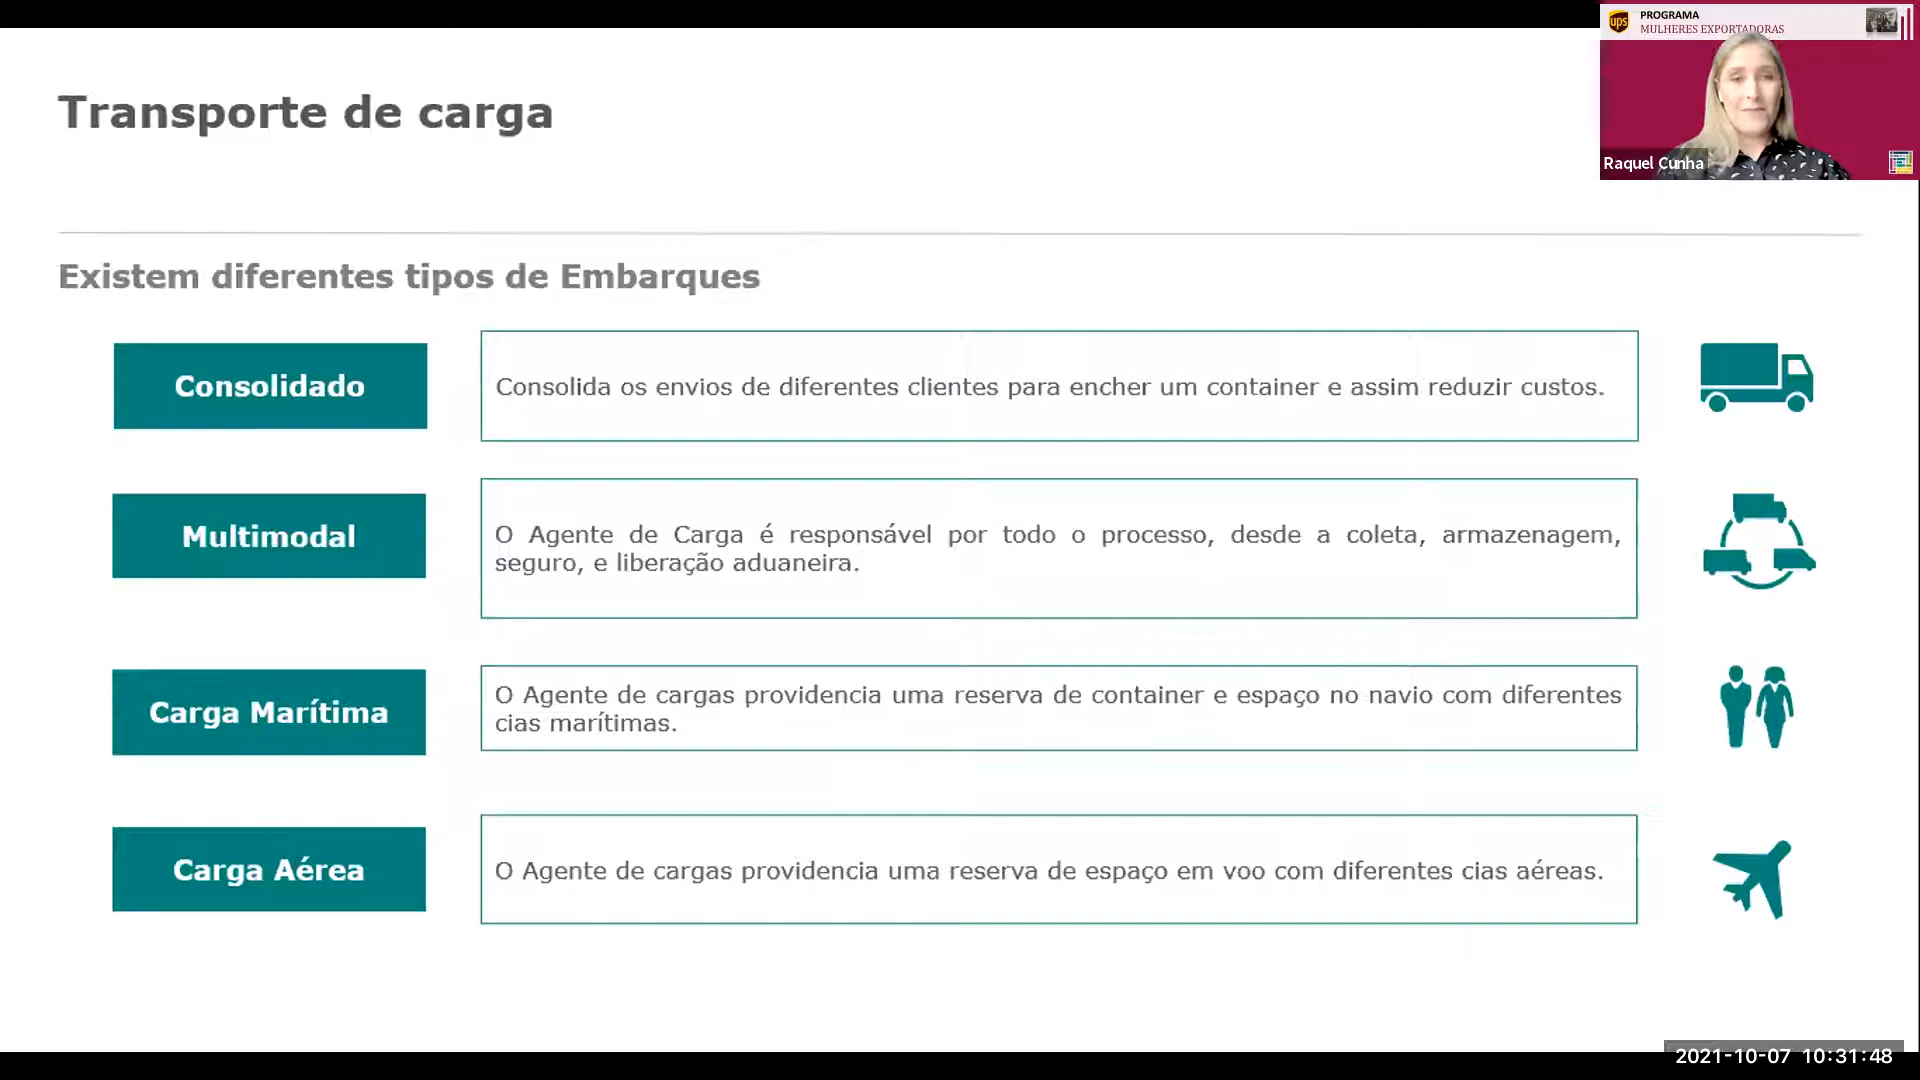 ups
PROGRAMA
MULHERES EXPORTADORAS
Raquel Cunha
Transporte de carga
Existem diferentes tipos de Embarques
Consolidado
Consolida os envios de diferentes clientes para encher um container e assim reduzir custos.
Multimodal
O Agente de Carga é responsável por todo o processo, desde a coleta, armazenagem,
seguro, e liberação aduaneira.
Carga Marítima
O Agente de cargas providencia uma reserva de container e espaço no navio com diferentes
cias marítimas.
Carga Aérea
O Agente de cargas providencia uma reserva de espaço em voo com diferentes cias aéreas.
2021-10-07 10:31:48